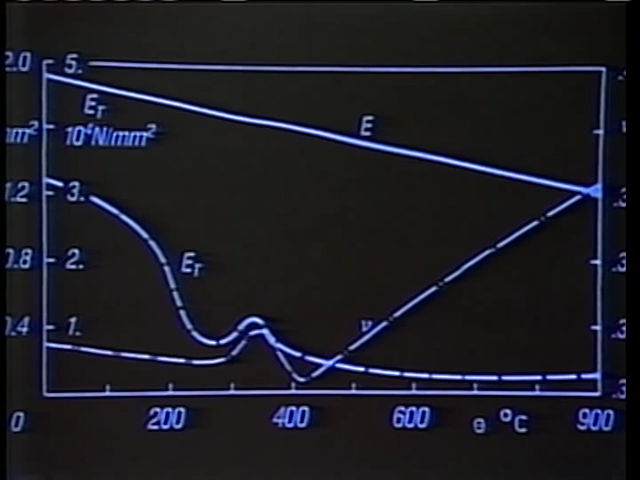 2.0 5.
E_T E
mm² 10⁴N/mm²
1.2 3.
0.8 2.
E_T
0.4 1.
ν
0 200 400 600 θ °C 900